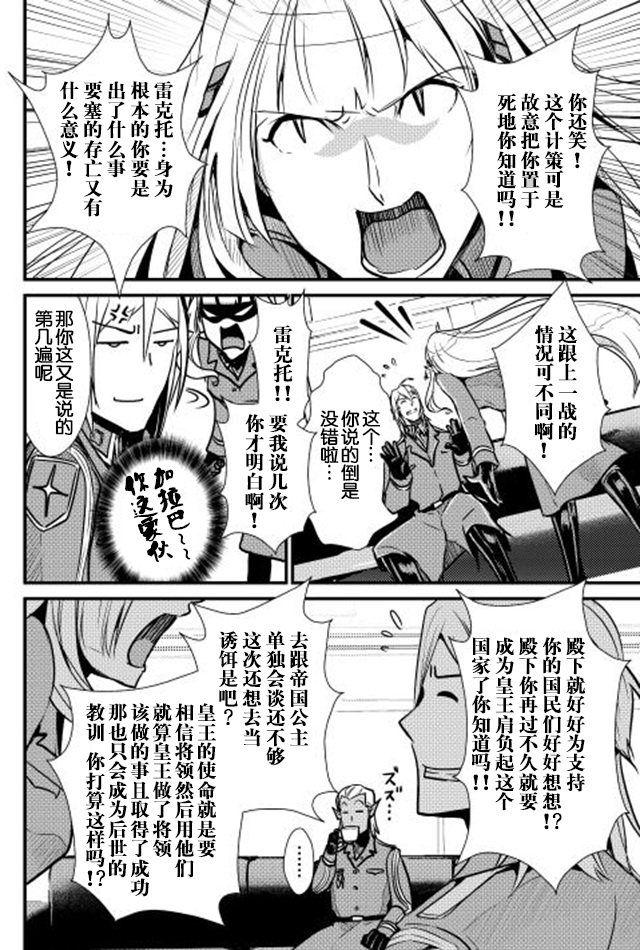 你还笑！
这个计策可是
故意把你置于
死地你知道吗！！
雷克托…身为
根本的你要是
出了什么事
要塞的存亡又有
什么意义！
这跟上一战的
情况可不同啊！
这个…
你说的倒是
没错啦…
雷克托！！要我说几次
你才明白啊！
那你这又是说的
第几遍呢
加拉巴～～
你这家伙
殿下就好好为支持
你的国民们好好想想！？
殿下你再过不久就要
成为皇王肩负起这个
国家了你知道吗！！
去跟帝国公主
单独会谈还不够
这次还想去当
诱饵是吧？
皇王的使命就是要
相信将领然后用他们
就算皇王做了将领
该做的事且取得了成功
那也只会成为后世的
教训 你打算这样吗！？
ズズ…
……